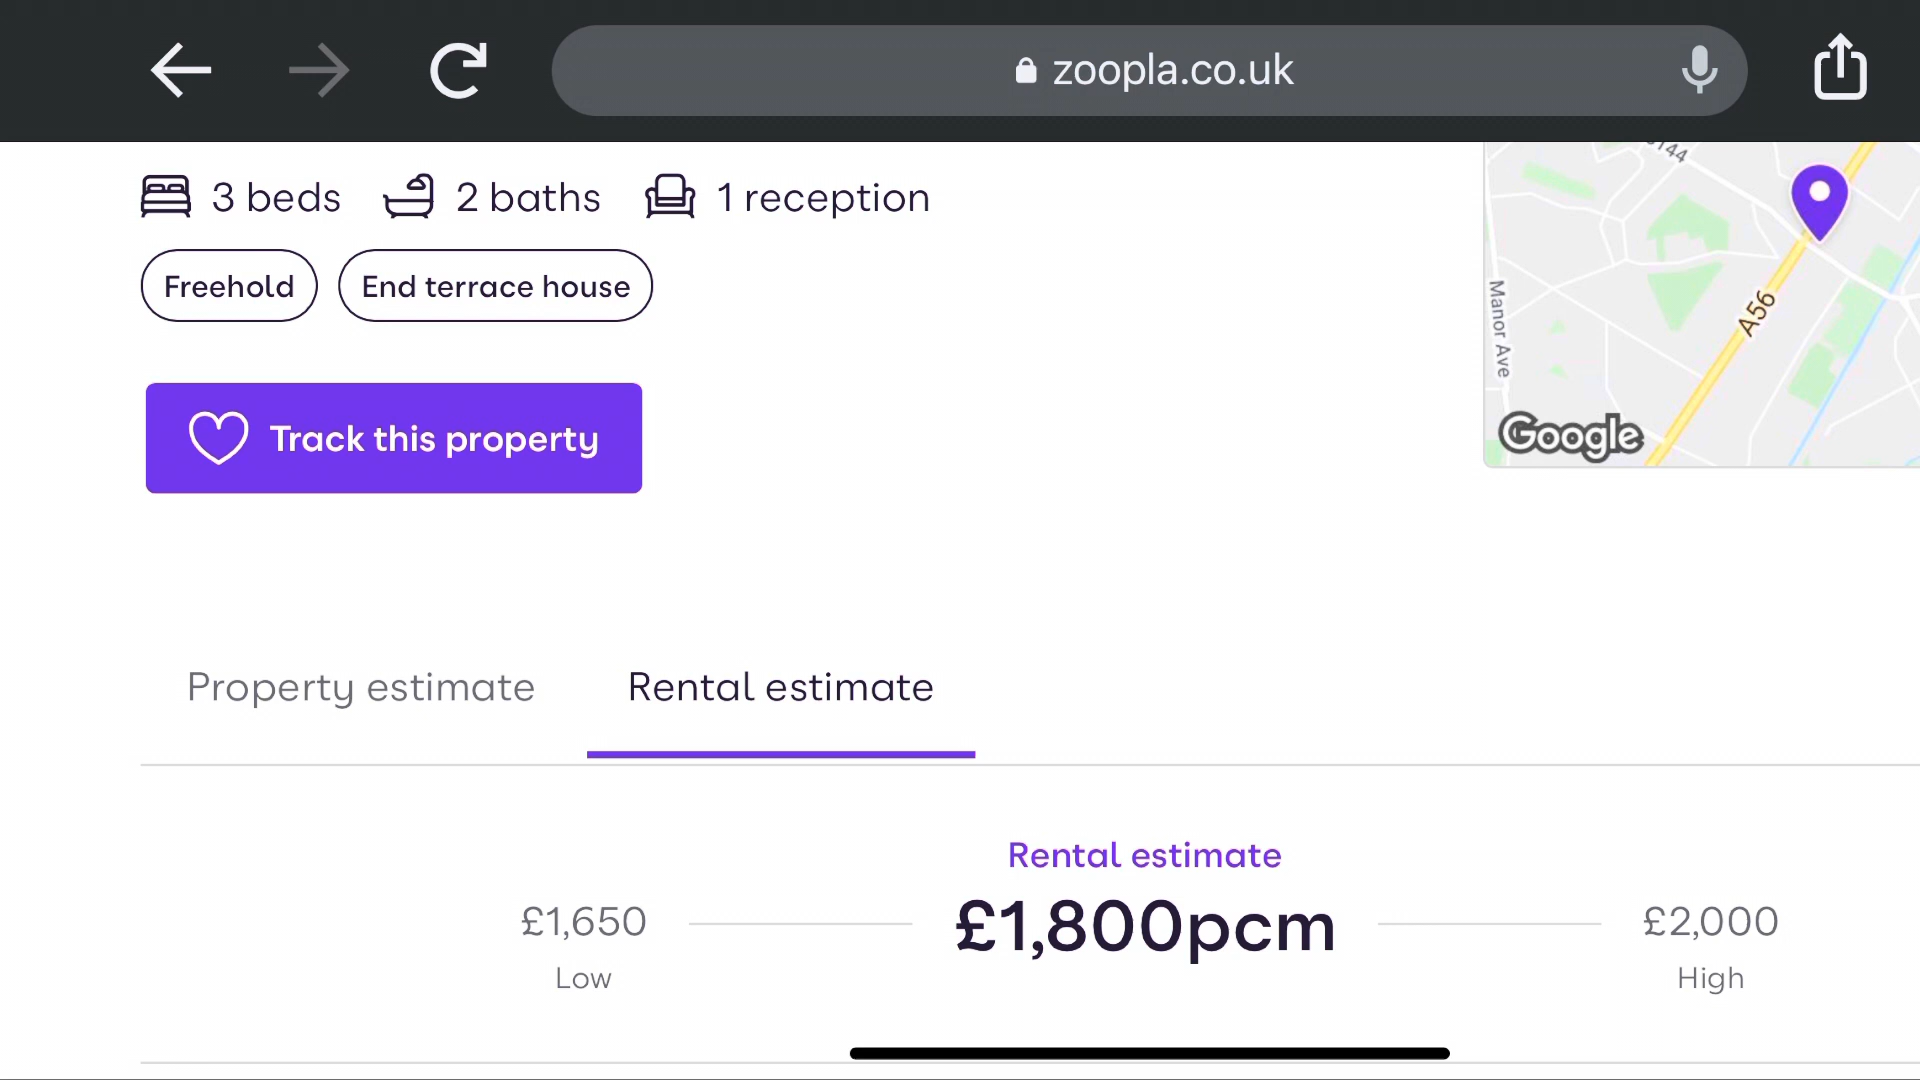 zoopla.co.uk
3 beds 2 baths 1 reception
Freehold End terrace house
Track this property
144
Manor Ave
A56
Google
Property estimate Rental estimate
Rental estimate
£1,650 £1,800pcm £2,000
Low High